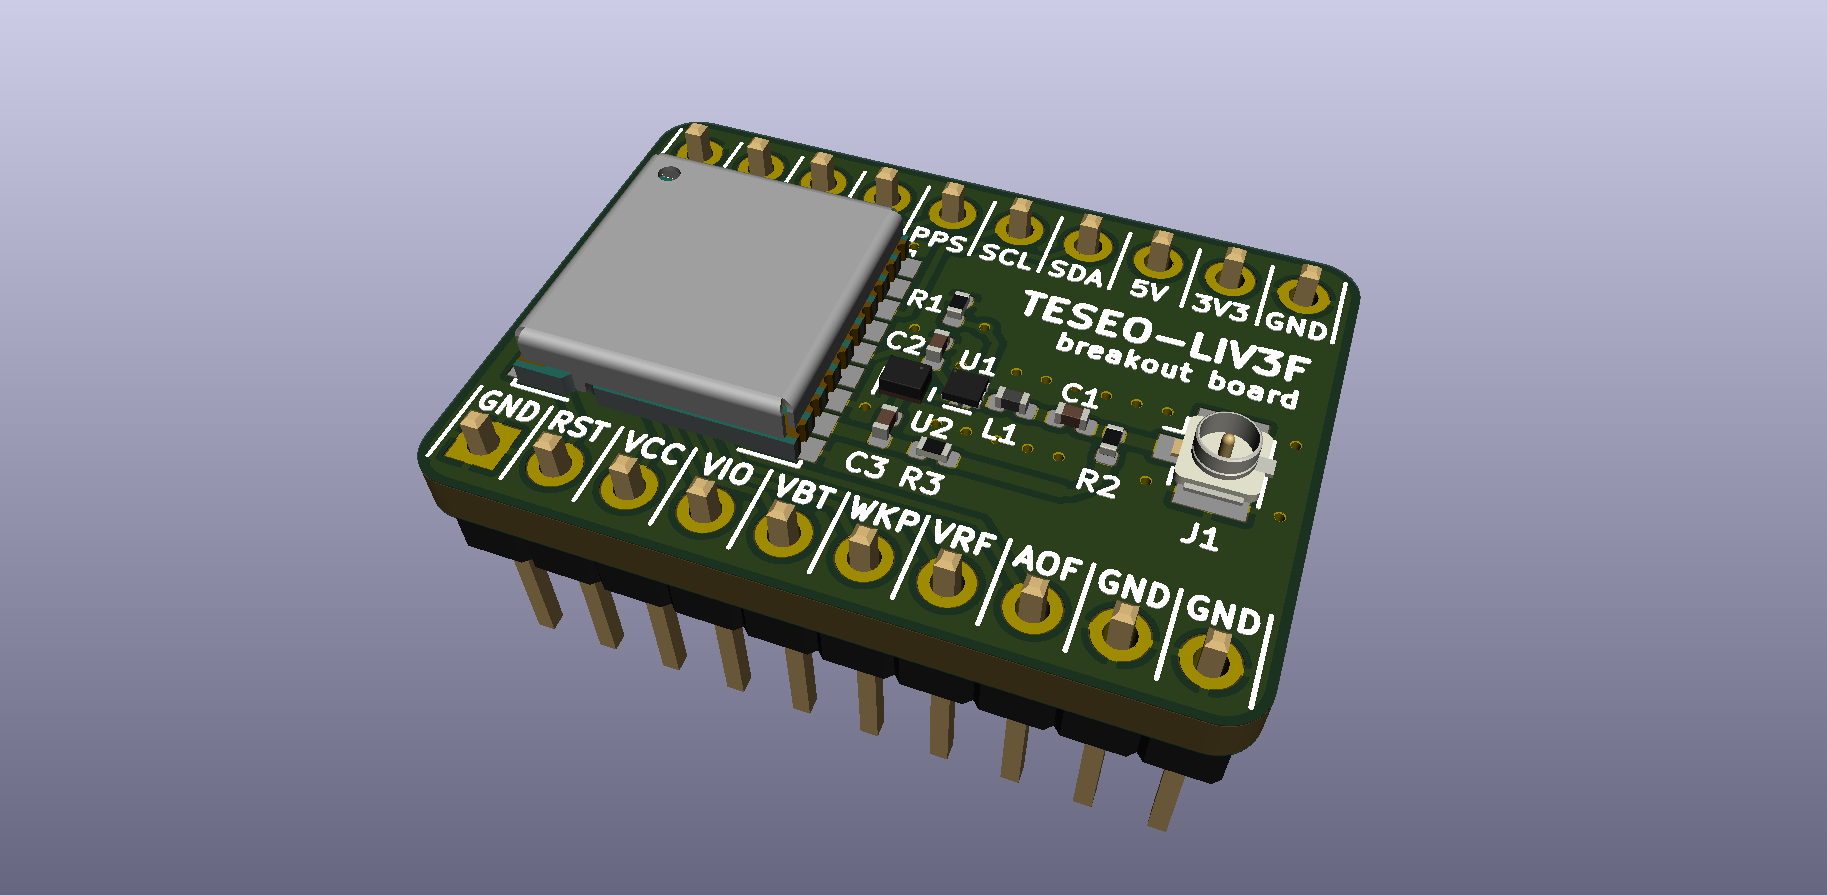 PPS
SCL
SDA
5V
3V3
GND
TESEO-LIV3F
breakout board
R1
C2
U1
C1
U2
L1
C3
R3
R2
J1
GND
RST
VCC
VIO
VBT
WKP
VRF
AOF
GND
GND